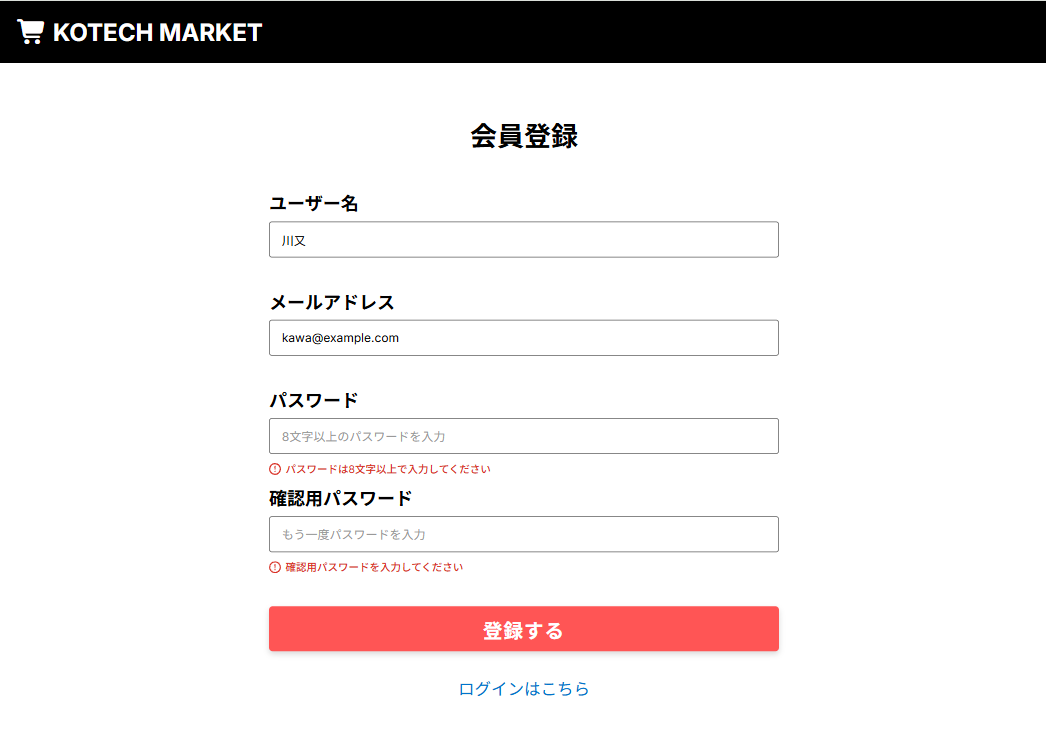 KOTECH MARKET
会員登録
ユーザー名
川又
メールアドレス
kawa@example.com
パスワード
8文字以上のパスワードを入力
パスワードは8文字以上で入力してください
確認用パスワード
もう一度パスワードを入力
確認用パスワードを入力してください
登録する
ログインはこちら